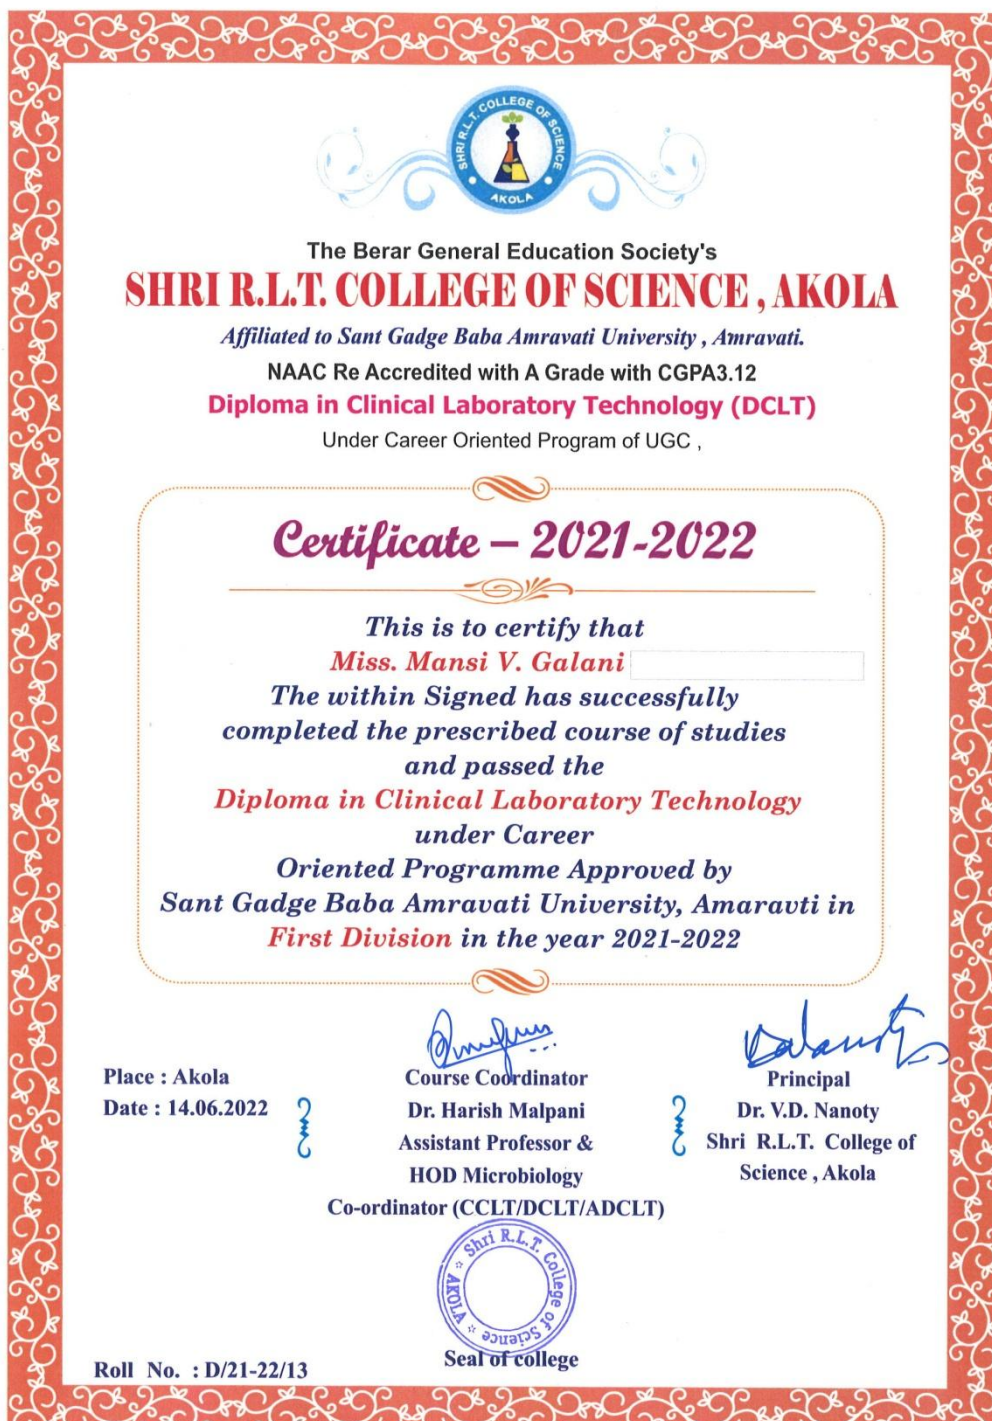 SHRI R.L.T. COLLEGE OF SCIENCE
AKOLA
The Berar General Education Society's
SHRI R.L.T. COLLEGE OF SCIENCE , AKOLA
Affiliated to Sant Gadge Baba Amravati University , Amravati.
NAAC Re Accredited with A Grade with CGPA3.12
Diploma in Clinical Laboratory Technology (DCLT)
Under Career Oriented Program of UGC ,
Certificate – 2021-2022
This is to certify that
Miss. Mansi V. Galani
The within Signed has successfully
completed the prescribed course of studies
and passed the
Diploma in Clinical Laboratory Technology
under Career
Oriented Programme Approved by
Sant Gadge Baba Amravati University, Amaravti in
First Division in the year 2021-2022
Place : Akola
Date : 14.06.2022
Course Coordinator
Dr. Harish Malpani
Assistant Professor &
HOD Microbiology
Co-ordinator (CCLT/DCLT/ADCLT)
Principal
Dr. V.D. Nanoty
Shri R.L.T. College of
Science , Akola
Shri R.L.T. College of Science
AKOLA
Seal of college
Roll No. : D/21-22/13